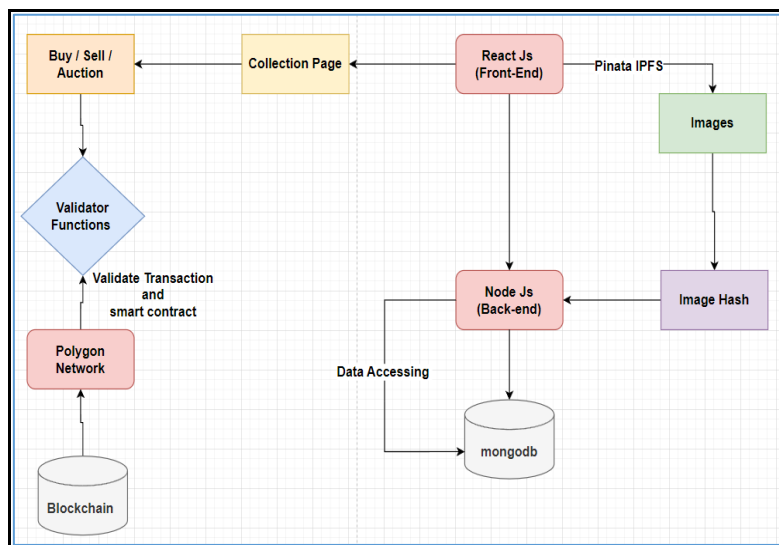 Buy / Sell /
Auction
Collection Page
React Js
(Front-End)
Pinata IPFS
Images
Validator
Functions
Validate Transaction
and
smart contract
Node Js
(Back-end)
Image Hash
Polygon
Network
Data Accessing
mongodb
Blockchain